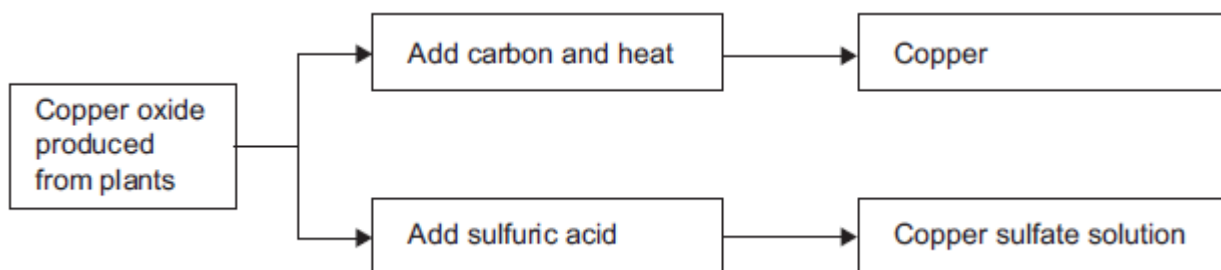 Copper oxide
produced
from plants
Add carbon and heat
Copper
Add sulfuric acid
Copper sulfate solution